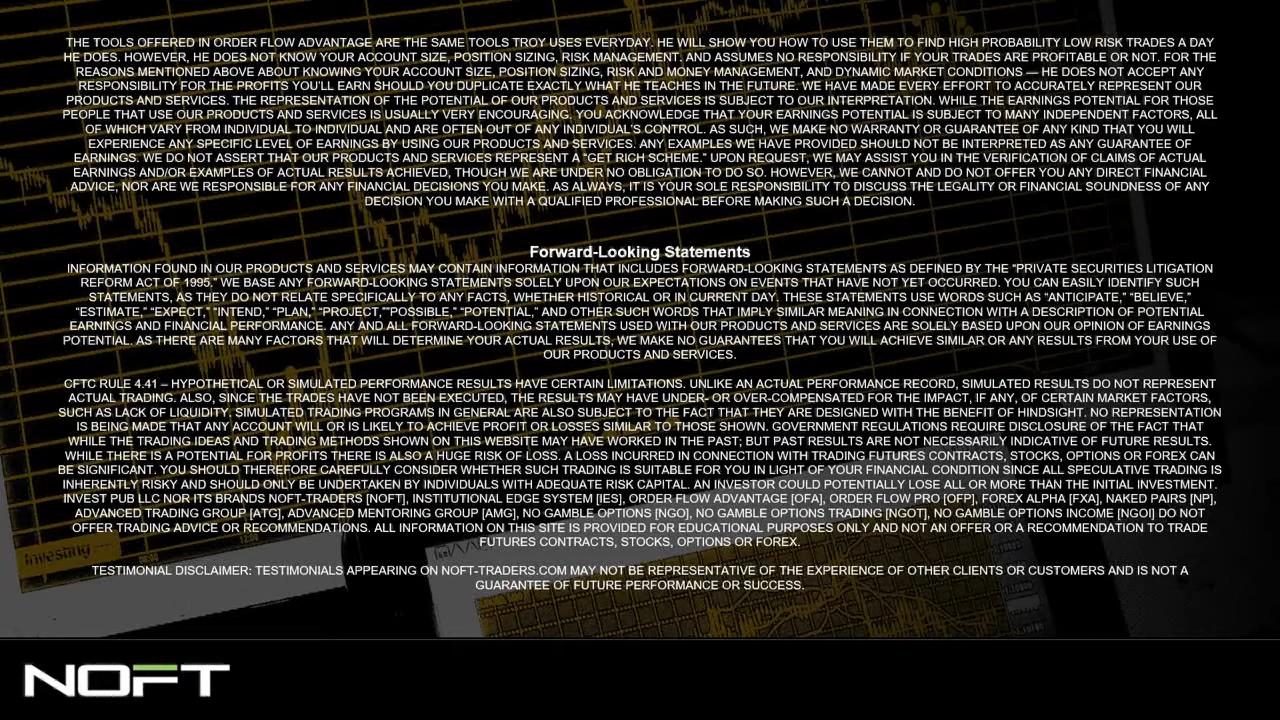 THE TOOLS OFFERED IN ORDER FLOW ADVANTAGE ARE THE SAME TOOLS TROY USES EVERYDAY. HE WILL SHOW YOU HOW TO USE THEM TO FIND HIGH PROBABILITY LOW RISK TRADES A DAY
HE DOES. HOWEVER, HE DOES NOT KNOW YOUR ACCOUNT SIZE, POSITION SIZING, RISK MANAGEMENT. AND ASSUMES NO RESPONSIBILITY IF YOUR TRADES ARE PROFITABLE OR NOT. FOR THE
REASONS MENTIONED ABOVE ABOUT KNOWING YOUR ACCOUNT SIZE, POSITION SIZING, RISK AND MONEY MANAGEMENT, AND DYNAMIC MARKET CONDITIONS — HE DOES NOT ACCEPT ANY
RESPONSIBILITY FOR THE PROFITS YOU'LL EARN SHOULD YOU DUPLICATE EXACTLY WHAT HE TEACHES IN THE FUTURE. WE HAVE MADE EVERY EFFORT TO ACCURATELY REPRESENT OUR
PRODUCTS AND SERVICES. THE REPRESENTATION OF THE POTENTIAL OF OUR PRODUCTS AND SERVICES IS SUBJECT TO OUR INTERPRETATION. WHILE THE EARNINGS POTENTIAL FOR THOSE
PEOPLE THAT USE OUR PRODUCTS AND SERVICES IS USUALLY VERY ENCOURAGING. YOU ACKNOWLEDGE THAT YOUR EARNINGS POTENTIAL IS SUBJECT TO MANY INDEPENDENT FACTORS, ALL
OF WHICH VARY FROM INDIVIDUAL TO INDIVIDUAL AND ARE OFTEN OUT OF ANY INDIVIDUAL'S CONTROL. AS SUCH, WE MAKE NO WARRANTY OR GUARANTEE OF ANY KIND THAT YOU WILL
EXPERIENCE ANY SPECIFIC LEVEL OF EARNINGS BY USING OUR PRODUCTS AND SERVICES. ANY EXAMPLES WE HAVE PROVIDED SHOULD NOT BE INTERPRETED AS ANY GUARANTEE OF
EARNINGS. WE DO NOT ASSERT THAT OUR PRODUCTS AND SERVICES REPRESENT A “GET RICH SCHEME.” UPON REQUEST, WE MAY ASSIST YOU IN THE VERIFICATION OF CLAIMS OF ACTUAL
EARNINGS AND/OR EXAMPLES OF ACTUAL RESULTS ACHIEVED, THOUGH WE ARE UNDER NO OBLIGATION TO DO SO. HOWEVER, WE CANNOT AND DO NOT OFFER YOU ANY DIRECT FINANCIAL
ADVICE, NOR ARE WE RESPONSIBLE FOR ANY FINANCIAL DECISIONS YOU MAKE. AS ALWAYS, IT IS YOUR SOLE RESPONSIBILITY TO DISCUSS THE LEGALITY OR FINANCIAL SOUNDNESS OF ANY
DECISION YOU MAKE WITH A QUALIFIED PROFESSIONAL BEFORE MAKING SUCH A DECISION.
Forward-Looking Statements
INFORMATION FOUND IN OUR PRODUCTS AND SERVICES MAY CONTAIN INFORMATION THAT INCLUDES FORWARD-LOOKING STATEMENTS AS DEFINED BY THE “PRIVATE SECURITIES LITIGATION
REFORM ACT OF 1995.” WE BASE ANY FORWARD-LOOKING STATEMENTS SOLELY UPON OUR EXPECTATIONS ON EVENTS THAT HAVE NOT YET OCCURRED. YOU CAN EASILY IDENTIFY SUCH
STATEMENTS, AS THEY DO NOT RELATE SPECIFICALLY TO ANY FACTS, WHETHER HISTORICAL OR IN CURRENT DAY. THESE STATEMENTS USE WORDS SUCH AS “ANTICIPATE,” “BELIEVE,”
“ESTIMATE,” “EXPECT,” “INTEND,” “PLAN,” “PROJECT,”“POSSIBLE,” “POTENTIAL,” AND OTHER SUCH WORDS THAT IMPLY SIMILAR MEANING IN CONNECTION WITH A DESCRIPTION OF POTENTIAL
EARNINGS AND FINANCIAL PERFORMANCE. ANY AND ALL FORWARD-LOOKING STATEMENTS USED WITH OUR PRODUCTS AND SERVICES ARE SOLELY BASED UPON OUR OPINION OF EARNINGS
POTENTIAL. AS THERE ARE MANY FACTORS THAT WILL DETERMINE YOUR ACTUAL RESULTS, WE MAKE NO GUARANTEES THAT YOU WILL ACHIEVE SIMILAR OR ANY RESULTS FROM YOUR USE OF
OUR PRODUCTS AND SERVICES.
CFTC RULE 4.41 – HYPOTHETICAL OR SIMULATED PERFORMANCE RESULTS HAVE CERTAIN LIMITATIONS. UNLIKE AN ACTUAL PERFORMANCE RECORD, SIMULATED RESULTS DO NOT REPRESENT
ACTUAL TRADING. ALSO, SINCE THE TRADES HAVE NOT BEEN EXECUTED, THE RESULTS MAY HAVE UNDER- OR OVER-COMPENSATED FOR THE IMPACT, IF ANY, OF CERTAIN MARKET FACTORS,
SUCH AS LACK OF LIQUIDITY. SIMULATED TRADING PROGRAMS IN GENERAL ARE ALSO SUBJECT TO THE FACT THAT THEY ARE DESIGNED WITH THE BENEFIT OF HINDSIGHT. NO REPRESENTATION
IS BEING MADE THAT ANY ACCOUNT WILL OR IS LIKELY TO ACHIEVE PROFIT OR LOSSES SIMILAR TO THOSE SHOWN. GOVERNMENT REGULATIONS REQUIRE DISCLOSURE OF THE FACT THAT
WHILE THE TRADING IDEAS AND TRADING METHODS SHOWN ON THIS WEBSITE MAY HAVE WORKED IN THE PAST; BUT PAST RESULTS ARE NOT NECESSARILY INDICATIVE OF FUTURE RESULTS.
WHILE THERE IS A POTENTIAL FOR PROFITS THERE IS ALSO A HUGE RISK OF LOSS. A LOSS INCURRED IN CONNECTION WITH TRADING FUTURES CONTRACTS, STOCKS, OPTIONS OR FOREX CAN
BE SIGNIFICANT. YOU SHOULD THEREFORE CAREFULLY CONSIDER WHETHER SUCH TRADING IS SUITABLE FOR YOU IN LIGHT OF YOUR FINANCIAL CONDITION SINCE ALL SPECULATIVE TRADING IS
INHERENTLY RISKY AND SHOULD ONLY BE UNDERTAKEN BY INDIVIDUALS WITH ADEQUATE RISK CAPITAL. AN INVESTOR COULD POTENTIALLY LOSE ALL OR MORE THAN THE INITIAL INVESTMENT.
INVEST PUB LLC NOR ITS BRANDS NOFT-TRADERS [NOFT], INSTITUTIONAL EDGE SYSTEM [IES], ORDER FLOW ADVANTAGE [OFA], ORDER FLOW PRO [OFP], FOREX ALPHA [FXA], NAKED PAIRS [NP],
ADVANCED TRADING GROUP [ATG], ADVANCED MENTORING GROUP [AMG], NO GAMBLE OPTIONS [NGO], NO GAMBLE OPTIONS TRADING [NGOT], NO GAMBLE OPTIONS INCOME [NGOI] DO NOT
OFFER TRADING ADVICE OR RECOMMENDATIONS. ALL INFORMATION ON THIS SITE IS PROVIDED FOR EDUCATIONAL PURPOSES ONLY AND NOT AN OFFER OR A RECOMMENDATION TO TRADE
FUTURES CONTRACTS, STOCKS, OPTIONS OR FOREX.
Investing
TESTIMONIAL DISCLAIMER: TESTIMONIALS APPEARING ON NOFT-TRADERS.COM MAY NOT BE REPRESENTATIVE OF THE EXPERIENCE OF OTHER CLIENTS OR CUSTOMERS AND IS NOT A
GUARANTEE OF FUTURE PERFORMANCE OR SUCCESS.
NOFT